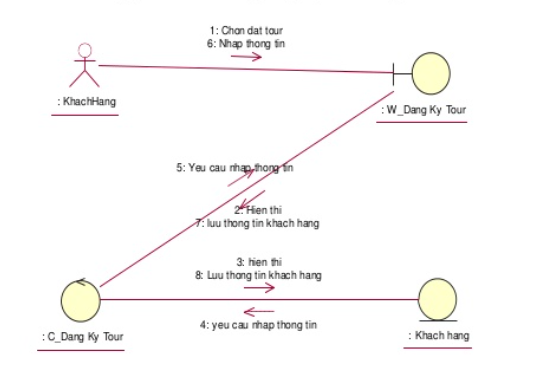 1: Chon dat tour
6: Nhap thong tin
: KhachHang
: W_Dang Ky Tour
5: Yeu cau nhap thong tin
2: Hien thi
7: luu thong tin khach hang
3: hien thi
8: Luu thong tin khach hang
4: yeu cau nhap thong tin
: C_Dang Ky Tour
: Khach hang